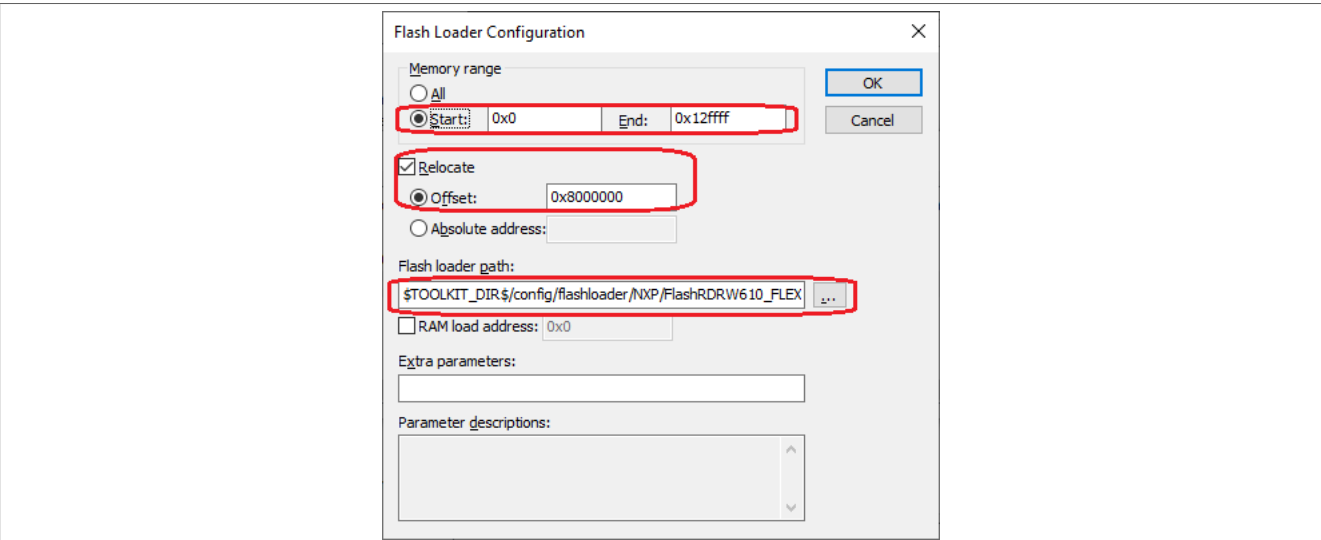 Flash Loader Configuration
Memory range
All
Start: 0x0 End: 0x12ffff
OK
Cancel
Relocate
Offset: 0x8000000
Absolute address:
Flash loader path:
$TOOLKIT_DIR$/config/flashloader/NXP/FlashRDRW610_FLEX
...
RAM load address: 0x0
Extra parameters:
Parameter descriptions: